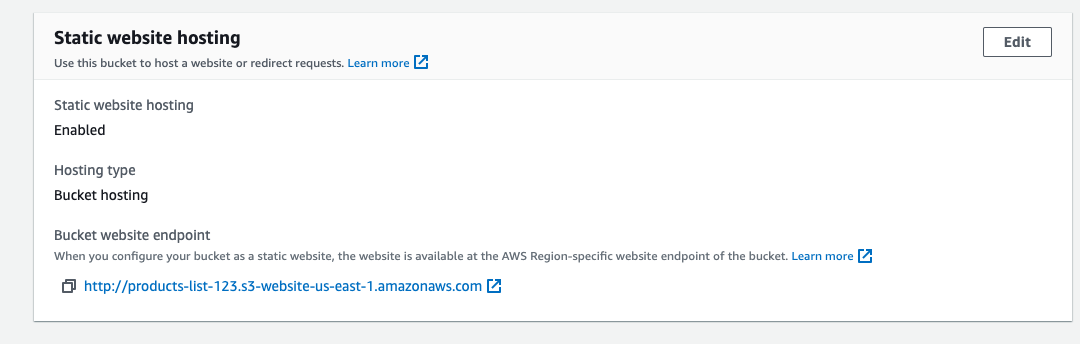 Static website hosting
Edit
Use this bucket to host a website or redirect requests. Learn more
Static website hosting
Enabled
Hosting type
Bucket hosting
Bucket website endpoint
When you configure your bucket as a static website, the website is available at the AWS Region-specific website endpoint of the bucket. Learn more
http://products-list-123.s3-website-us-east-1.amazonaws.com